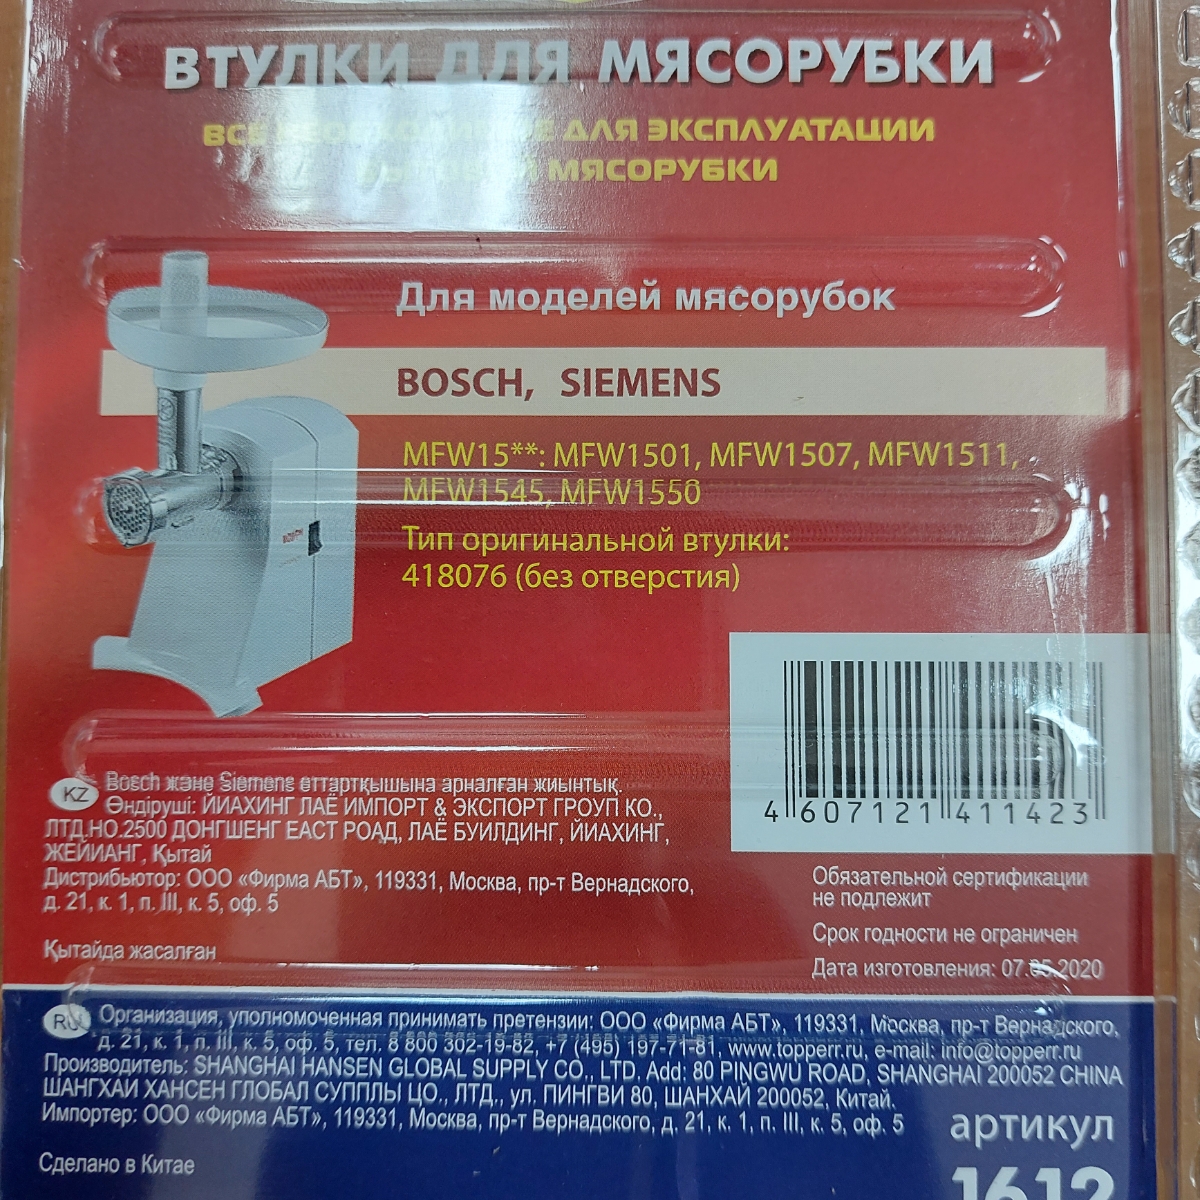 ВТУЛКИ ДЛЯ МЯСОРУБКИ
ВСЕ НЕОБХОДИМОЕ ДЛЯ ЭКСПЛУАТАЦИИ
МЯСОРУБКИ
Для моделей мясорубок
BOSCH, SIEMENS
MFW15**: MFW1501, MFW1507, MFW1511,
MFW1545, MFW1550
Тип оригинальной втулки:
418076 (без отверстия)
BOSCH
4 607121 411423
KZ
Bosch және Siemens еттартқышына арналған жиынтық.
Өндіруші: ЙИАХИНГ ЛАЁ ИМПОРТ & ЭКСПОРТ ГРОУП КО.,
ЛТД.НО.2500 ДОНГШЕНГ ЕАСТ РОАД, ЛАЁ БУИЛДИНГ, ЙИАХИНГ,
ЖЕЙИАНГ, Қытай
Дистрибьютор: ООО «Фирма АБТ», 119331, Москва, пр-т Вернадского,
д. 21, к. 1, п. III, к. 5, оф. 5
Қытайда жасалған
Обязательной сертификации
не подлежит
Срок годности не ограничен
Дата изготовления: 07.05.2020
RU
Организация, уполномоченная принимать претензии: ООО «Фирма АБТ», 119331, Москва, пр-т Вернадского,
д. 21, к. 1, п. III, к. 5, оф. 5, тел. 8 800 302-19-82, +7 (495) 197-71-81, www.topperr.ru, e-mail: info@topperr.ru
Производитель: SHANGHAI HANSEN GLOBAL SUPPLY CO., LTD. Add: 80 PINGWU ROAD, SHANGHAI 200052 CHINA
ШАНГХАИ ХАНСЕН ГЛОБАЛ СУППЛЫ ЦО., ЛТД., ул. ПИНГВИ 80, ШАНХАЙ 200052, Китай.
Импортер: ООО «Фирма АБТ», 119331, Москва, пр-т Вернадского, д. 21, к. 1, п. III, к. 5, оф. 5
Сделано в Китае
артикул
1612